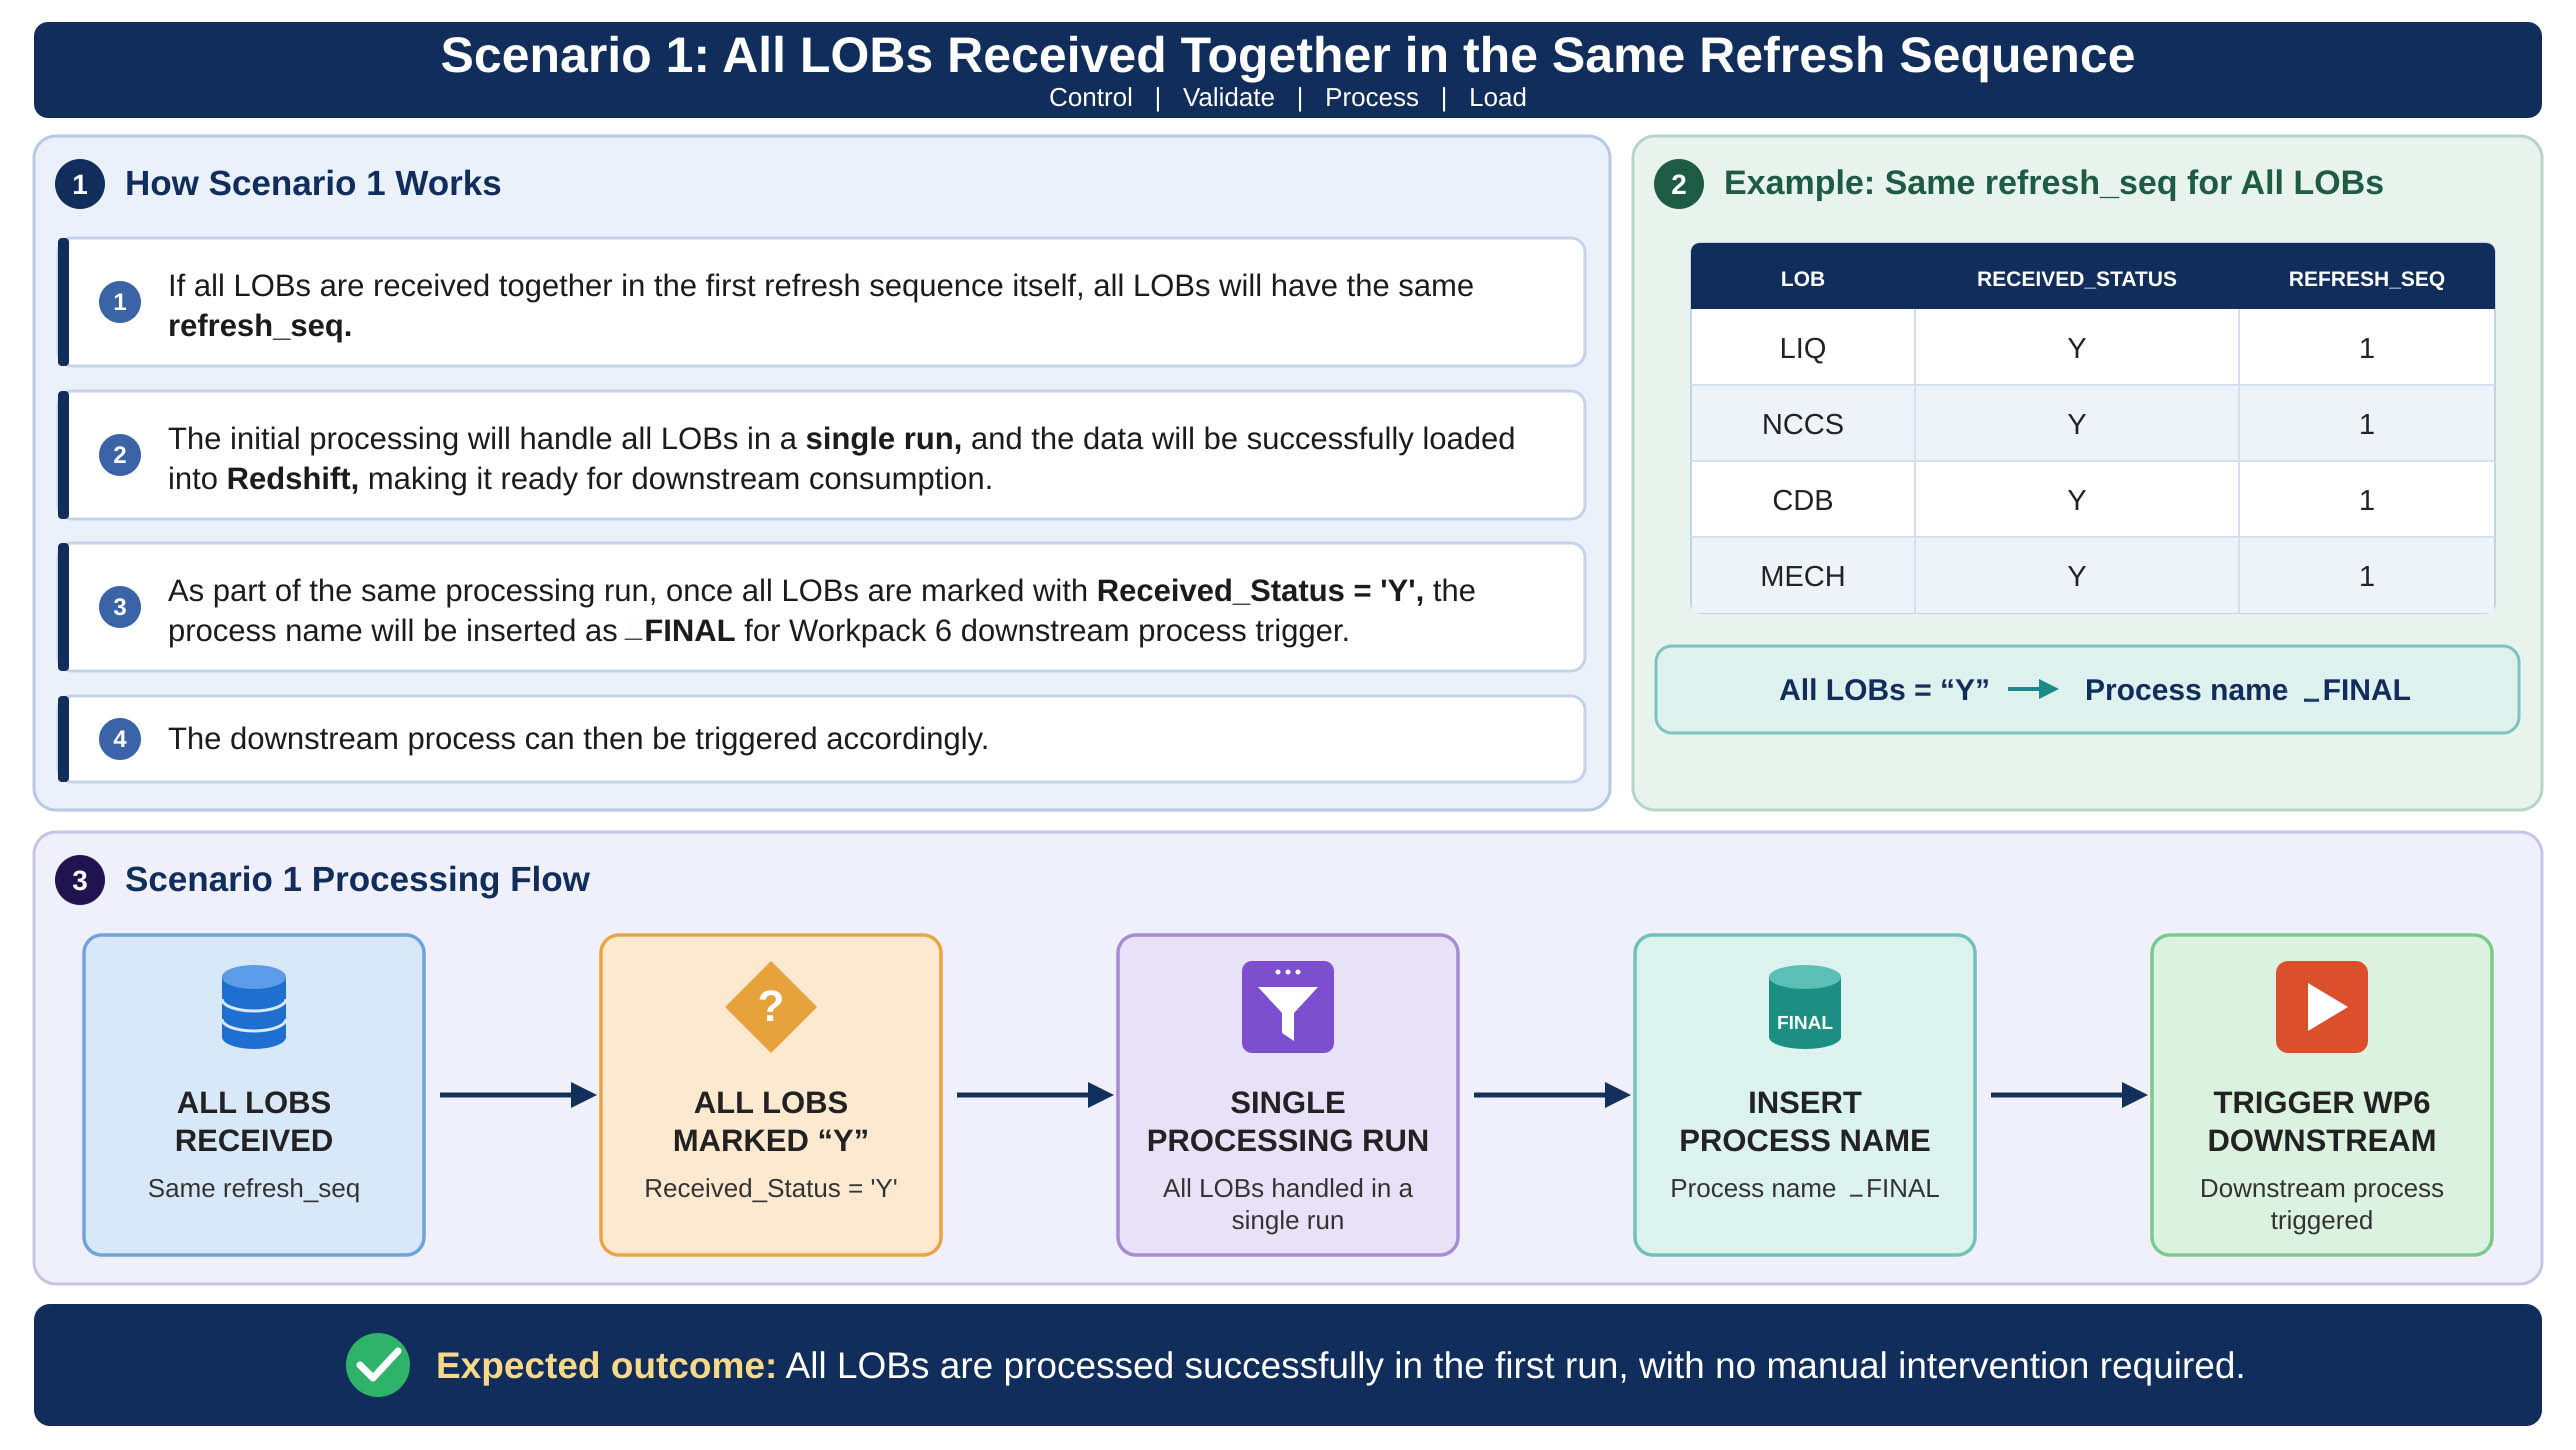 Scenario 1: All LOBs Received Together in the Same Refresh Sequence
Control | Validate | Process | Load
1 How Scenario 1 Works
1 If all LOBs are received together in the first refresh sequence itself, all LOBs will have the same
refresh_seq.
2 The initial processing will handle all LOBs in a single run, and the data will be successfully loaded
into Redshift, making it ready for downstream consumption.
3 As part of the same processing run, once all LOBs are marked with Received_Status = 'Y', the
process name will be inserted as _FINAL for Workpack 6 downstream process trigger.
4 The downstream process can then be triggered accordingly.
2 Example: Same refresh_seq for All LOBs
LOB RECEIVED_STATUS REFRESH_SEQ
LIQ Y 1
NCCS Y 1
CDB Y 1
MECH Y 1
All LOBs = “Y” Process name _FINAL
3 Scenario 1 Processing Flow
ALL LOBS
RECEIVED
Same refresh_seq
?
ALL LOBS
MARKED “Y”
Received_Status = 'Y'
SINGLE
PROCESSING RUN
All LOBs handled in a
single run
FINAL
INSERT
PROCESS NAME
Process name _FINAL
TRIGGER WP6
DOWNSTREAM
Downstream process
triggered
Expected outcome: All LOBs are processed successfully in the first run, with no manual intervention required.